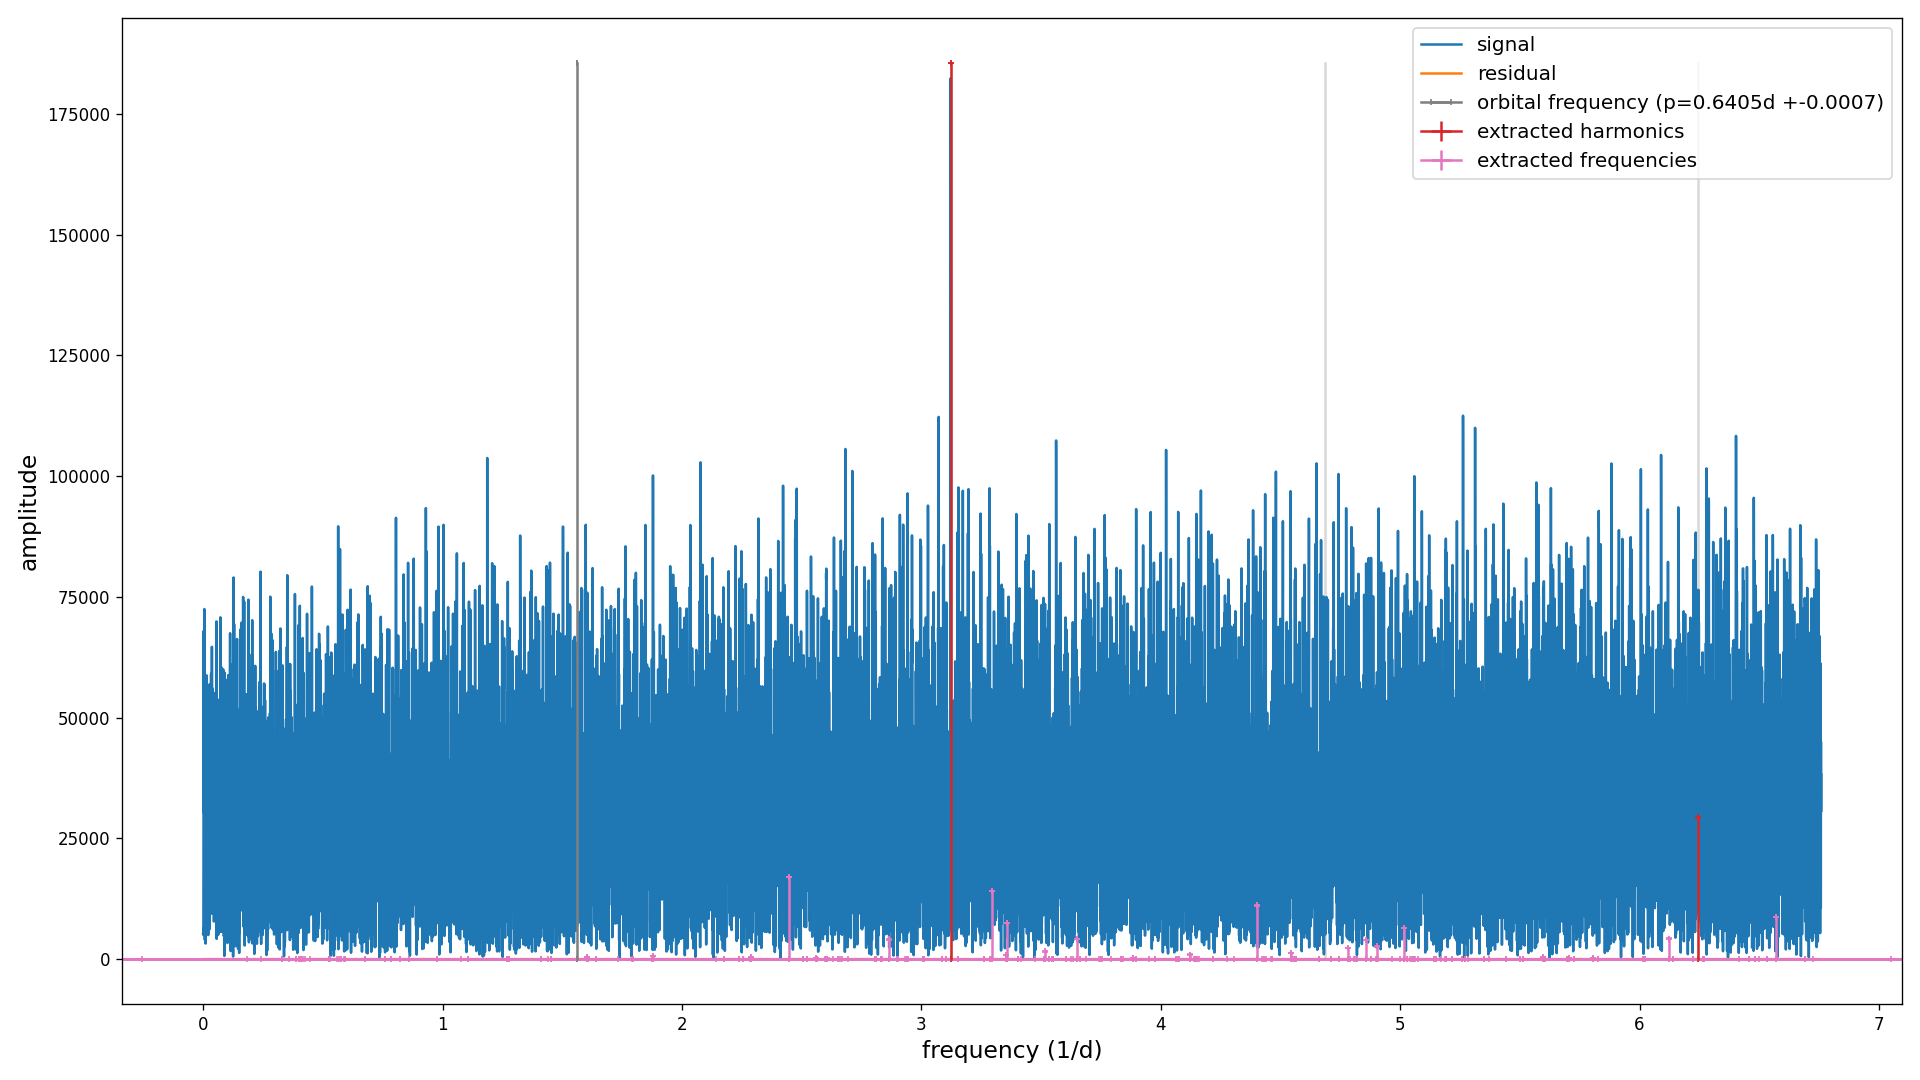 signal
residual
orbital frequency (p=0.6405d +-0.0007)
extracted harmonics
extracted frequencies
amplitude
175000
150000
125000
100000
75000
50000
25000
0
0 1 2 3 4 5 6 7
frequency (1/d)